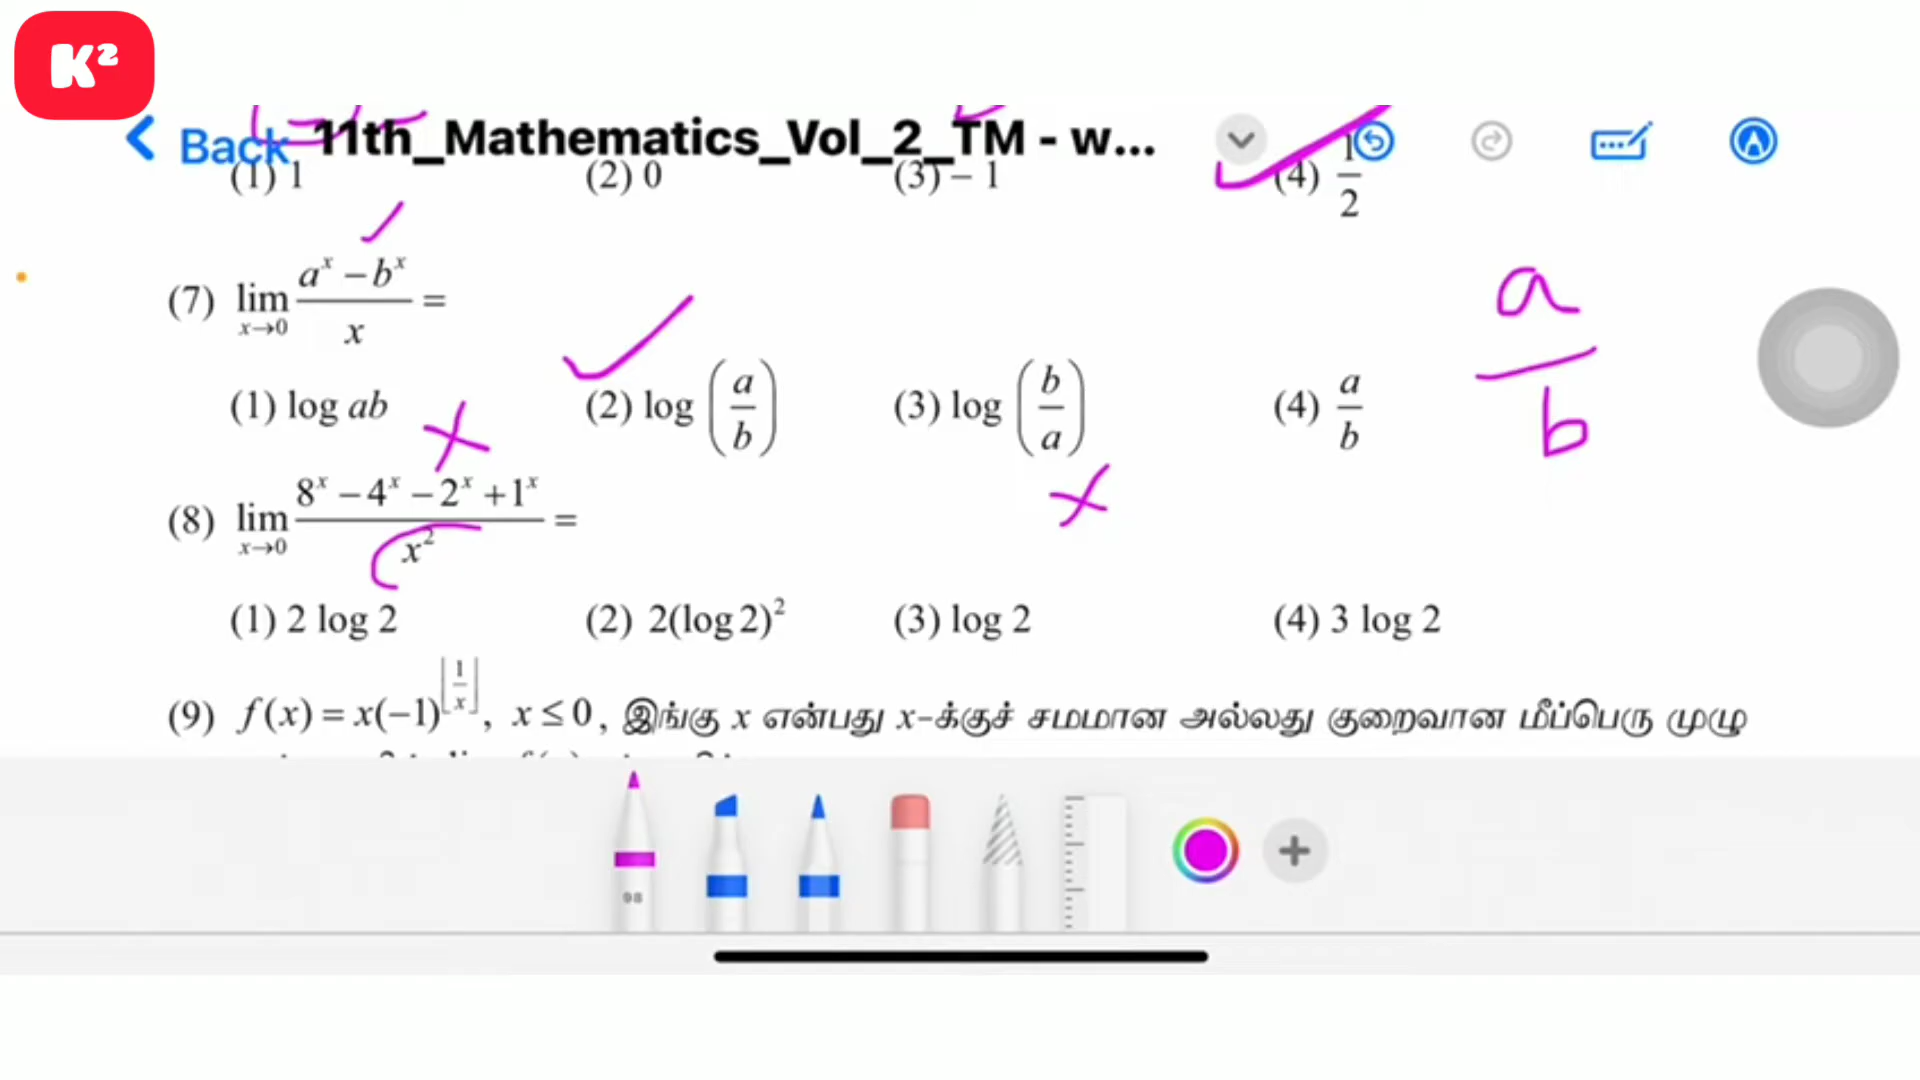 K²
Back 11th_Mathematics_Vol_2_TM - w...
(1) 1 (2) 0 (3) – 1 (4) 1/2
(7) lim x→0 (a^x – b^x)/x =
a/b
(1) log ab (2) log (a/b) (3) log (b/a) (4) a/b
(8) lim x→0 (8^x – 4^x – 2^x + 1^x)/x² =
(1) 2 log 2 (2) 2(log 2)² (3) log 2 (4) 3 log 2
(9) f(x) = x(–1)^⌊1/x⌋, x ≤ 0, இங்கு x என்பது x-க்குச் சமமான அல்லது குறைவான மீப்பெரு முழு
98